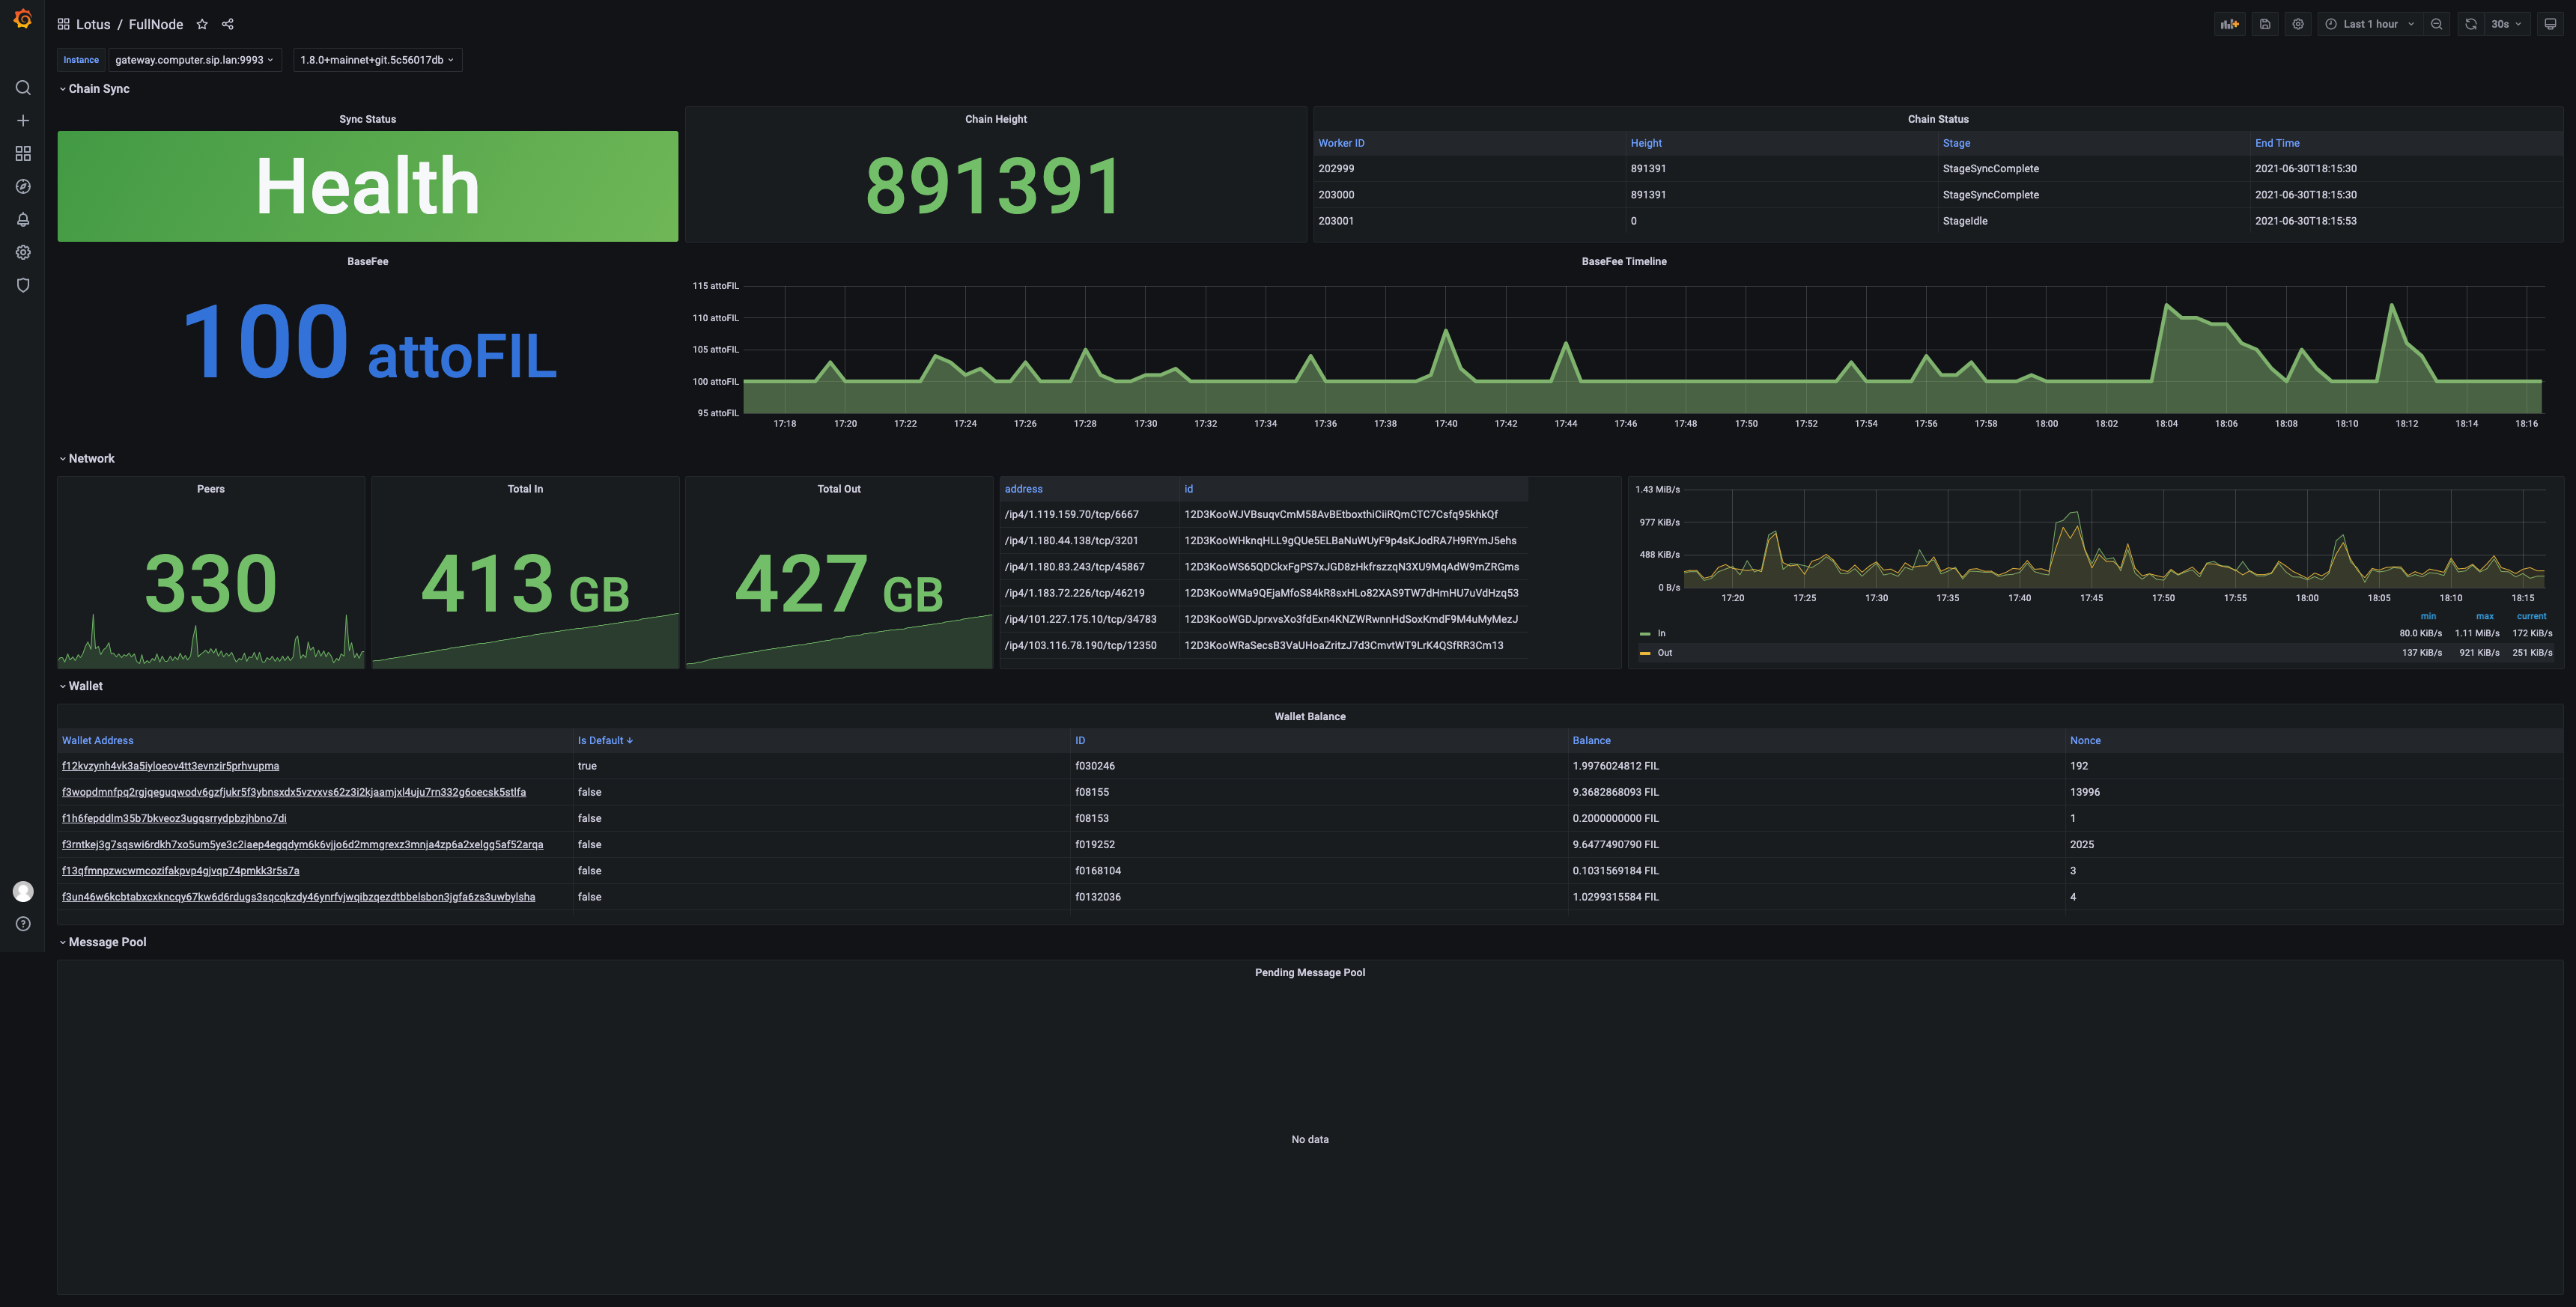 Lotus / FullNode
Last 1 hour
30s
Instance gateway.computer.sip.lan:9993 1.8.0+mainnet+git.5c56017db
Chain Sync
Sync Status
Health
Chain Height
891391
Chain Status
Worker ID Height Stage End Time
202999 891391 StageSyncComplete 2021-06-30T18:15:30
203000 891391 StageSyncComplete 2021-06-30T18:15:30
203001 0 StageIdle 2021-06-30T18:15:53
BaseFee
100 attoFIL
BaseFee Timeline
115 attoFIL
110 attoFIL
105 attoFIL
100 attoFIL
95 attoFIL
17:18 17:20 17:22 17:24 17:26 17:28 17:30 17:32 17:34 17:36 17:38 17:40 17:42 17:44 17:46 17:48 17:50 17:52 17:54 17:56 17:58 18:00 18:02 18:04 18:06 18:08 18:10 18:12 18:14 18:16
Network
Peers
330
Total In
413 GB
Total Out
427 GB
address id
/ip4/1.119.159.70/tcp/6667 12D3KooWJVBsuqvCmM58AvBEtboxthiCiiRQmCTC7Csfq95khkQf
/ip4/1.180.44.138/tcp/3201 12D3KooWHknqHLL9gQUe5ELBaNuWUyF9p4sKJodRA7H9RYmJ5ehs
/ip4/1.180.83.243/tcp/45867 12D3KooWS65QDCkxFgPS7xJGD8zHkfrszzqN3XU9MqAdW9mZRGms
/ip4/1.183.72.226/tcp/46219 12D3KooWMa9QEjaMfoS84kR8sxHLo82XAS9TW7dHmHU7uVdHzq53
/ip4/101.227.175.10/tcp/34783 12D3KooWGDJprxvsXo3fdExn4KNZWRwnnHdSoxKmdF9M4uMyMezJ
/ip4/103.116.78.190/tcp/12350 12D3KooWRaSecsB3VaUHoaZritzJ7d3CmvtWT9LrK4QSfRR3Cm13
1.43 MiB/s
977 KiB/s
488 KiB/s
0 B/s
17:20 17:25 17:30 17:35 17:40 17:45 17:50 17:55 18:00 18:05 18:10 18:15
min max current
In 80.0 KiB/s 1.11 MiB/s 172 KiB/s
Out 137 KiB/s 921 KiB/s 251 KiB/s
Wallet
Wallet Balance
Wallet Address Is Default ID Balance Nonce
f12kvzynh4vk3a5iyloeov4tt3evnzir5prhvupma true f030246 1.9976024812 FIL 192
f3wopdmnfpq2rgjqeguqwodv6gzfjukr5f3ybnsxdx5vzvxvs62z3i2kjaamjxl4uju7rn332g6oecsk5stlfa false f08155 9.3682868093 FIL 13996
f1h6fepddlm35b7bkveoz3ugqsrrydpbzjhbno7di false f08153 0.2000000000 FIL 1
f3rntkej3g7sqswi6rdkh7xo5um5ye3c2iaep4egqdym6k6vjjo6d2mmgrexz3mnja4zp6a2xelgg5af52arqa false f019252 9.6477490790 FIL 2025
f13qfmnpzwcwmcozifakpvp4gjvqp74pmkk3r5s7a false f0168104 0.1031569184 FIL 3
f3un46w6kcbtabxcxkncqy67kw6d6rdugs3sqcqkzdy46ynrfvjwqibzqezdtbbelsbon3jgfa6zs3uwbylsha false f0132036 1.0299315584 FIL 4
Message Pool
Pending Message Pool
No data